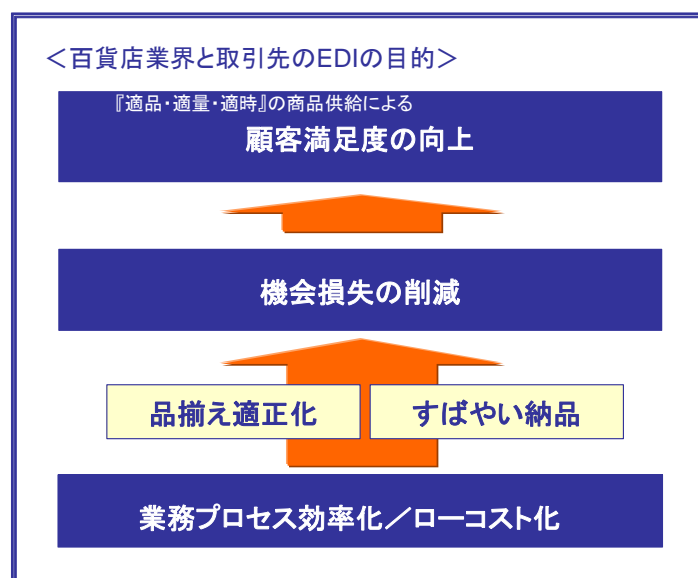 ＜百貨店業界と取引先のEDIの目的＞
『適品・適量・適時』の商品供給による
顧客満足度の向上
機会損失の削減
品揃え適正化
すばやい納品
業務プロセス効率化／ローコスト化